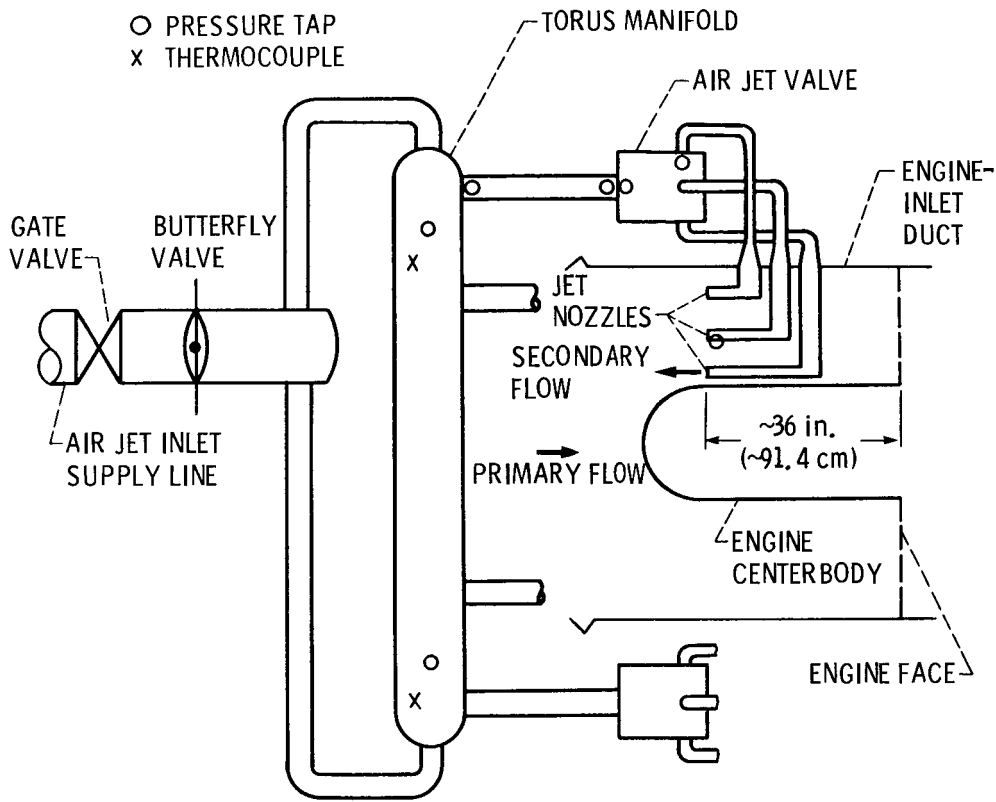 O PRESSURE TAP
x THERMOCOUPLE
TORUS MANIFOLD
AIR JET VALVE
ENGINE-
INLET
DUCT
GATE
VALVE
BUTTERFLY
VALVE
JET
NOZZLES
SECONDARY
FLOW
AIR JET INLET
SUPPLY LINE
~36 in.
(~91.4 cm)
PRIMARY FLOW
ENGINE
CENTERBODY
ENGINE FACE
x
x